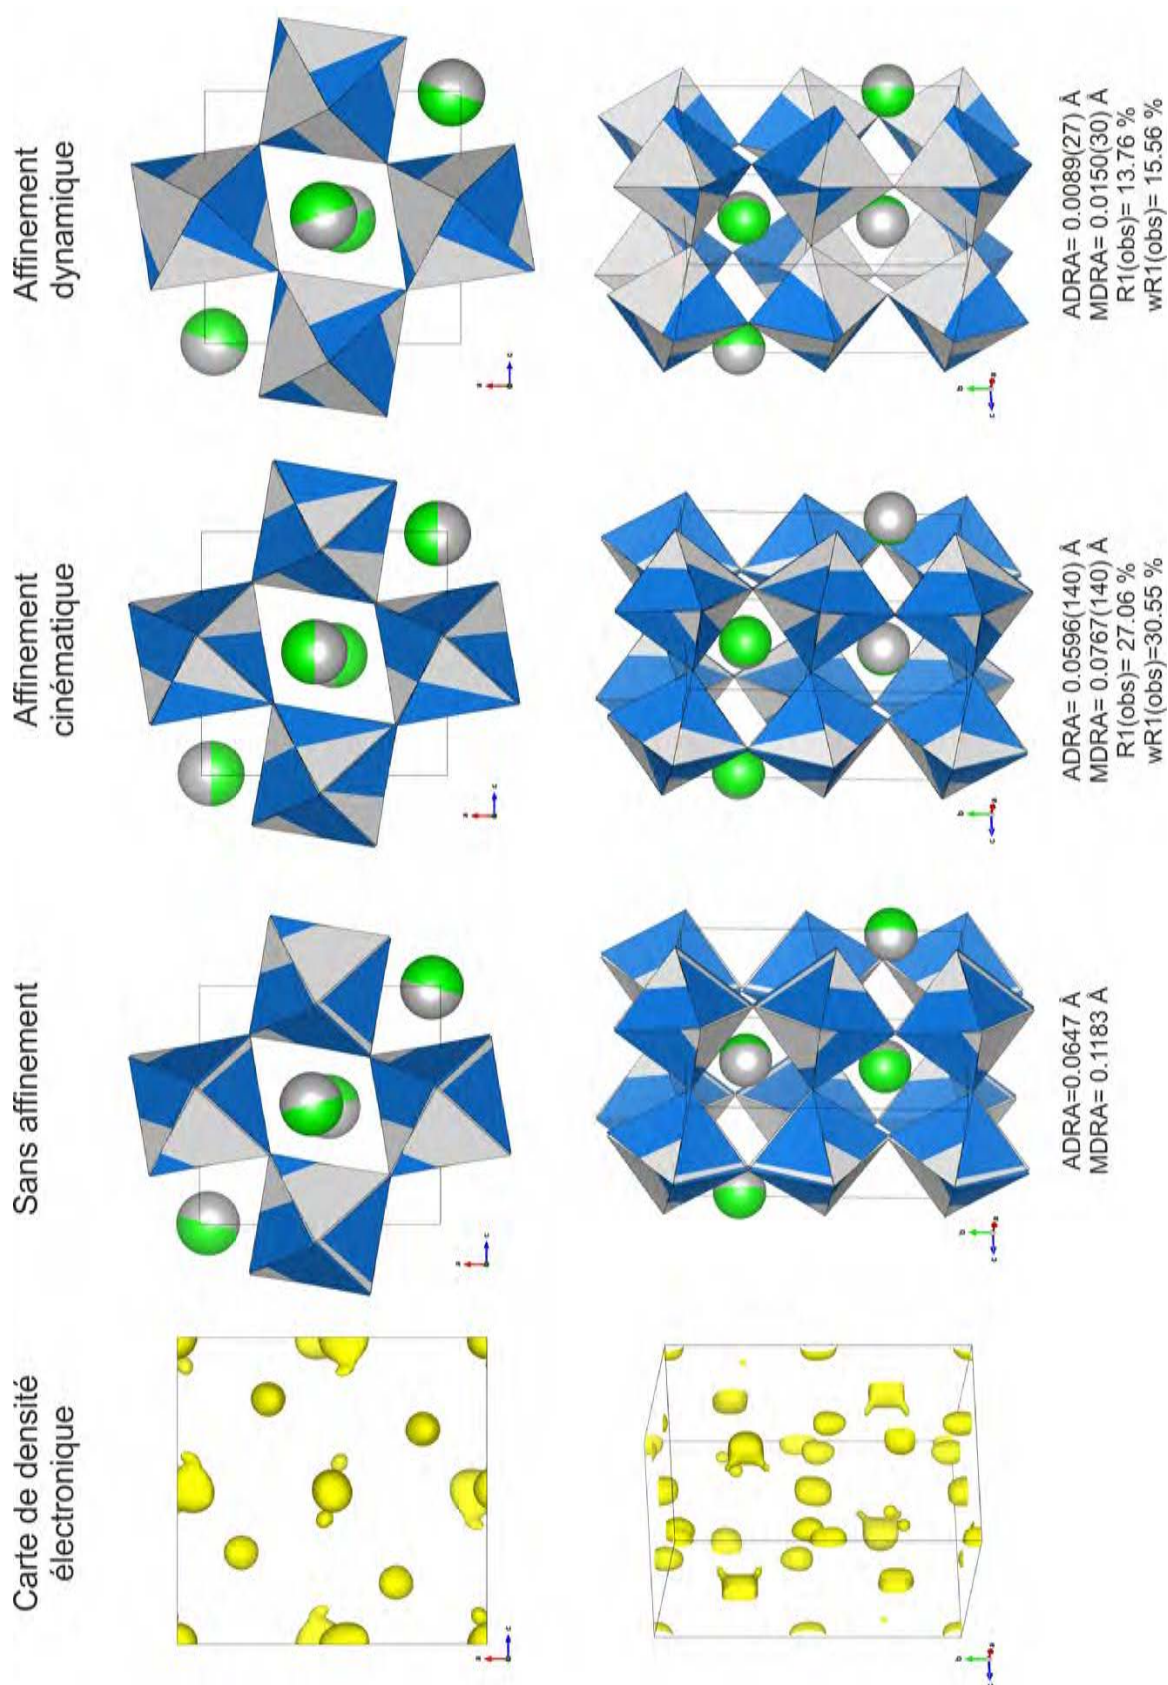 Carte de densité
électronique
Sans affinement
Affinement
cinématique
Affinement
dynamique
ADRA=0.0647 Å
MDRA= 0.1183 Å
ADRA= 0.0596(140) Å
MDRA= 0.0767(140) Å
R1(obs)= 27.06 %
wR1(obs)=30.55 %
ADRA= 0.0089(27) Å
MDRA= 0.0150(30) Å
R1(obs)= 13.76 %
wR1(obs)= 15.56 %